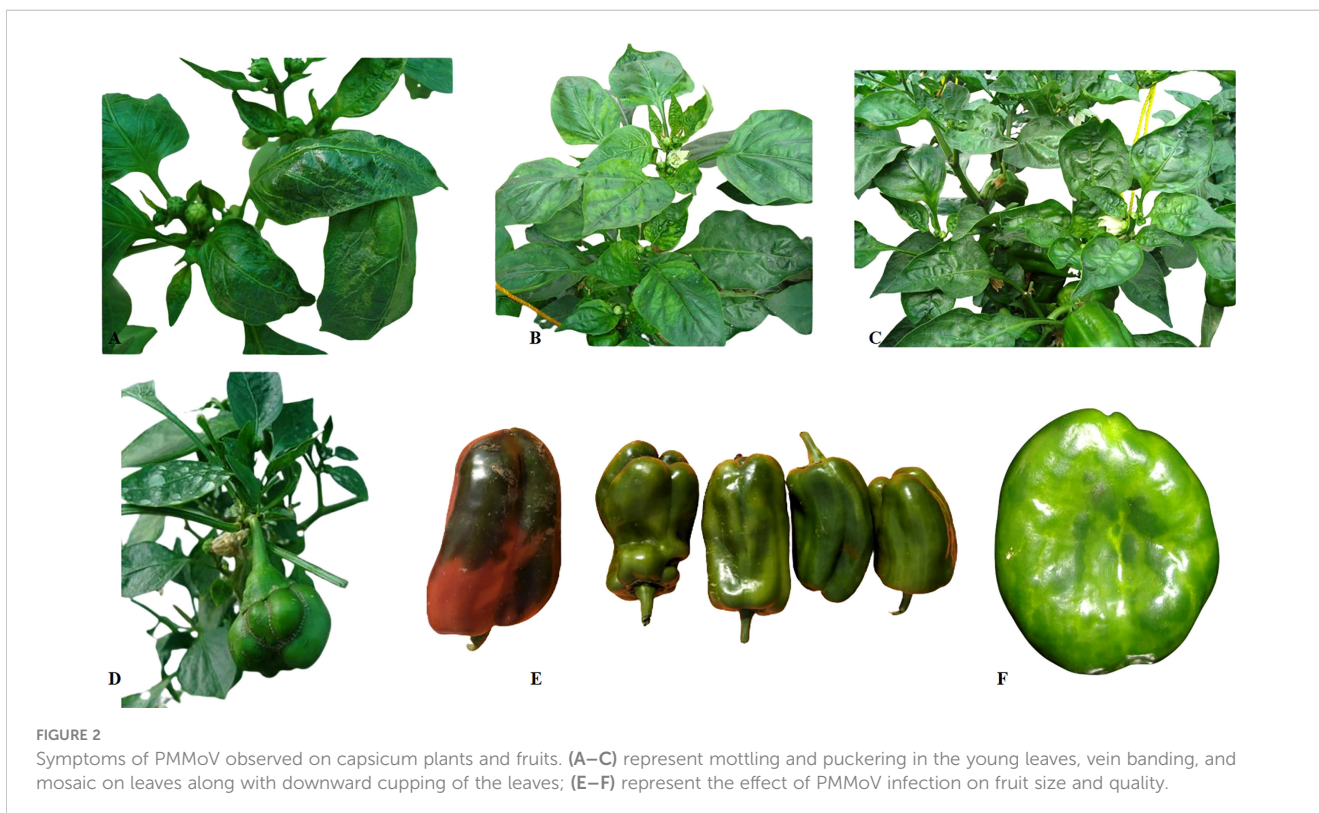 A
B
C
D
E
F
FIGURE 2
Symptoms of PMMoV observed on capsicum plants and fruits. (A–C) represent mottling and puckering in the young leaves, vein banding, and
mosaic on leaves along with downward cupping of the leaves; (E–F) represent the effect of PMMoV infection on fruit size and quality.